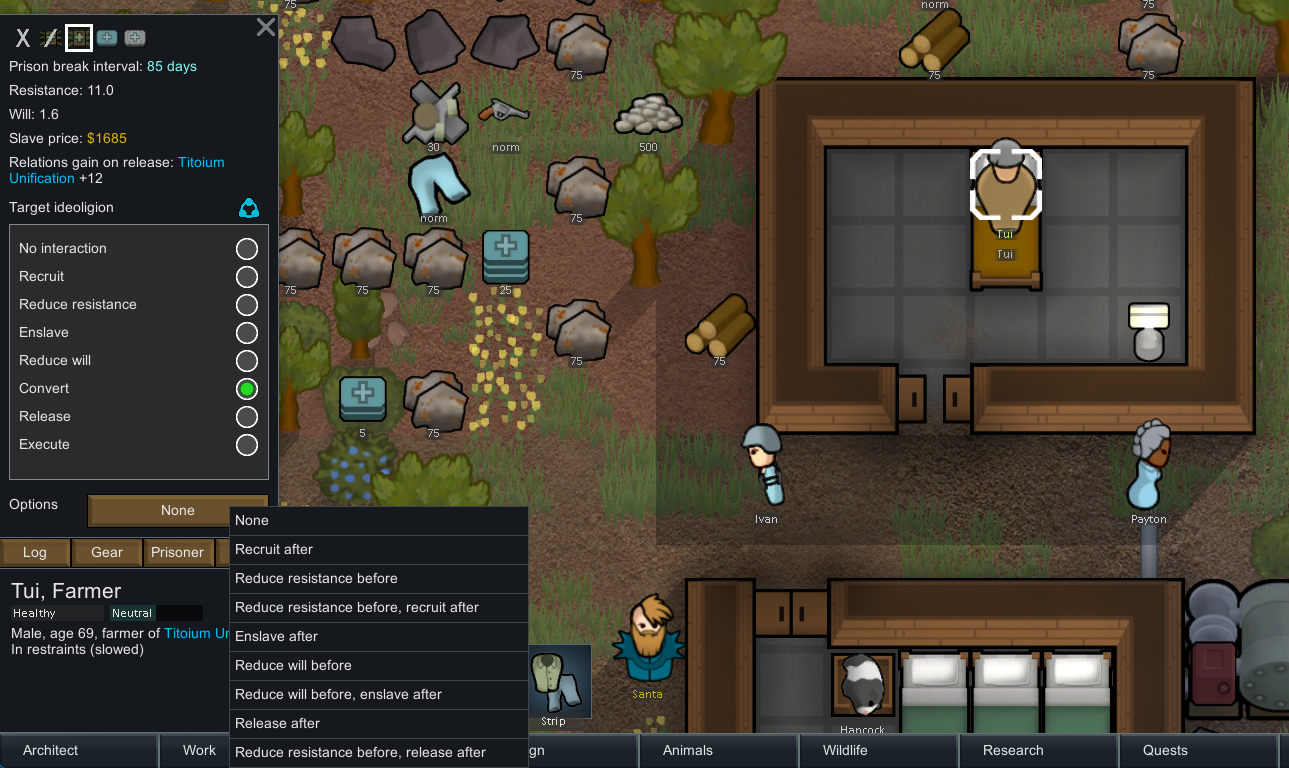 Prison break interval: 85 days
Resistance: 11.0
Will: 1.6
Slave price: $1685
Relations gain on release: Titoium
Unification +12
Target ideoligion
No interaction
Recruit
Reduce resistance
Enslave
Reduce will
Convert
Release
Execute
Options
None
None
Recruit after
Reduce resistance before
Reduce resistance before, recruit after
Enslave after
Reduce will before
Reduce will before, enslave after
Release after
Reduce resistance before, release after
Log
Gear
Prisoner
Tui, Farmer
Healthy
Neutral
Male, age 69, farmer of Titoium Un
In restraints (slowed)
75
norm
75
75
75
75
30
norm
500
norm
75
75
75
75
25
75
75
5
75
Tui
Tui
Ivan
Payton
Santa
Hancock
Strip
Architect
Work
gn
Animals
Wildlife
Research
Quests